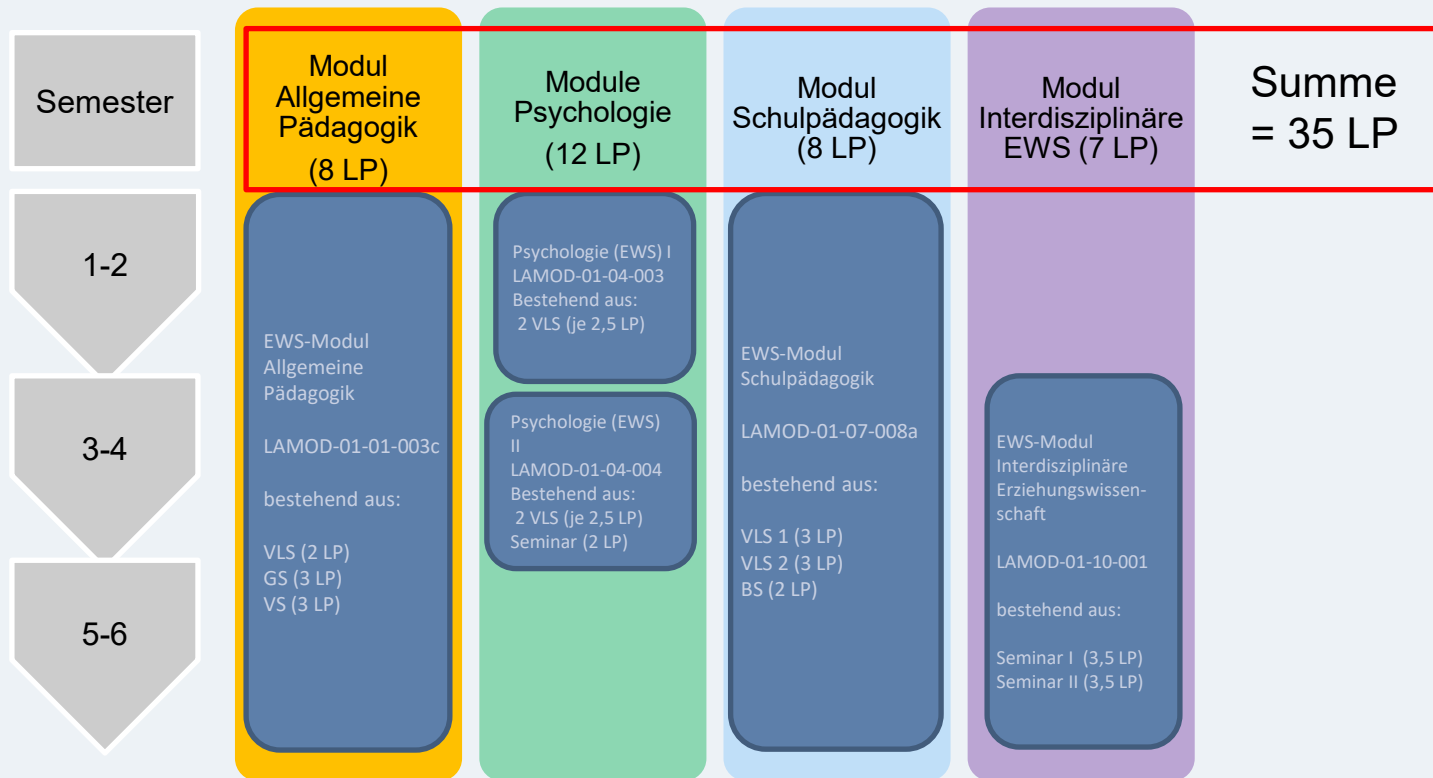 Semester
Modul
Allgemeine
Pädagogik
(8 LP)
Module
Psychologie
(12 LP)
Modul
Schulpädagogik
(8 LP)
Modul
Interdisziplinäre
EWS (7 LP)
Summe
= 35 LP
1-2
3-4
5-6
EWS-Modul
Allgemeine
Pädagogik
LAMOD-01-01-003c
bestehend aus:
VLS (2 LP)
GS (3 LP)
VS (3 LP)
Psychologie (EWS) I
LAMOD-01-04-003
Bestehend aus:
2 VLS (je 2,5 LP)
Psychologie (EWS)
II
LAMOD-01-04-004
Bestehend aus:
2 VLS (je 2,5 LP)
Seminar (2 LP)
EWS-Modul
Schulpädagogik
LAMOD-01-07-008a
bestehend aus:
VLS 1 (3 LP)
VLS 2 (3 LP)
BS (2 LP)
EWS-Modul
Interdisziplinäre
Erziehungswissen-
schaft
LAMOD-01-10-001
bestehend aus:
Seminar I (3,5 LP)
Seminar II (3,5 LP)